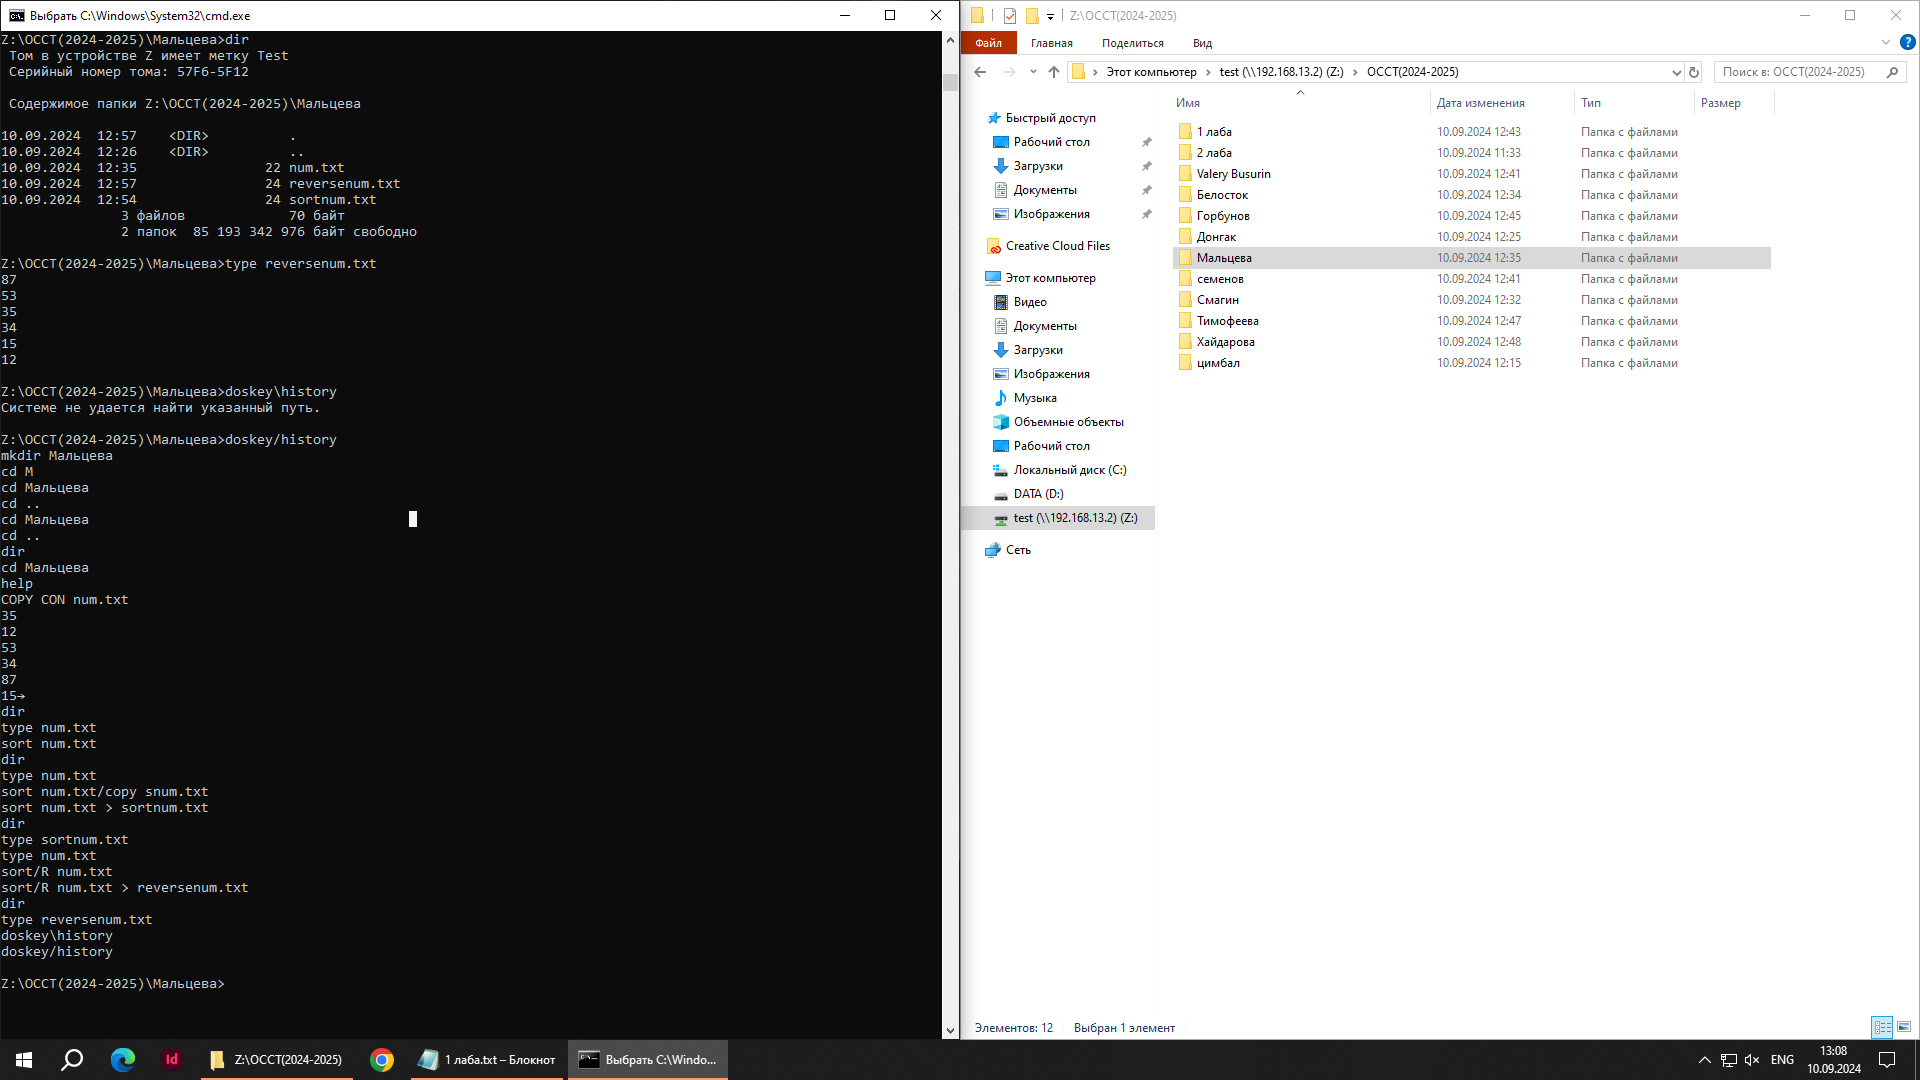 Выбрать C:\Windows\System32\cmd.exe
Z:\ОССТ(2024-2025)\Мальцева>dir
Том в устройстве Z имеет метку Test
Серийный номер тома: 57F6-5F12
Содержимое папки Z:\ОССТ(2024-2025)\Мальцева
10.09.2024  12:57    <DIR>          .
10.09.2024  12:26    <DIR>          ..
10.09.2024  12:35                22 num.txt
10.09.2024  12:57                24 reversenum.txt
10.09.2024  12:54                24 sortnum.txt
3 файлов             70 байт
2 папок  85 193 342 976 байт свободно
Z:\ОССТ(2024-2025)\Мальцева>type reversenum.txt
87
53
35
34
15
12
Z:\ОССТ(2024-2025)\Мальцева>doskey\history
Системе не удается найти указанный путь.
Z:\ОССТ(2024-2025)\Мальцева>doskey/history
mkdir Мальцева
cd М
cd Мальцева
cd ..
cd Мальцева
cd ..
dir
cd Мальцева
help
COPY CON num.txt
35
12
53
34
87
15→
dir
type num.txt
sort num.txt
dir
type num.txt
sort num.txt/copy snum.txt
sort num.txt > sortnum.txt
dir
type sortnum.txt
type num.txt
sort/R num.txt
sort/R num.txt > reversenum.txt
dir
type reversenum.txt
doskey\history
doskey/history
Z:\ОССТ(2024-2025)\Мальцева>
Z:\ОССТ(2024-2025)
Файл Главная Поделиться Вид
Этот компьютер > test (\\192.168.13.2) (Z:) > ОССТ(2024-2025)
Поиск в: ОССТ(2024-2025)
Быстрый доступ
Рабочий стол
Загрузки
Документы
Изображения
Creative Cloud Files
Этот компьютер
Видео
Документы
Загрузки
Изображения
Музыка
Объемные объекты
Рабочий стол
Локальный диск (C:)
DATA (D:)
test (\\192.168.13.2) (Z:)
Сеть
Имя Дата изменения Тип Размер
1 лаба 10.09.2024 12:43 Папка с файлами
2 лаба 10.09.2024 11:33 Папка с файлами
Valery Busurin 10.09.2024 12:41 Папка с файлами
Белосток 10.09.2024 12:34 Папка с файлами
Горбунов 10.09.2024 12:45 Папка с файлами
Донгак 10.09.2024 12:25 Папка с файлами
Мальцева 10.09.2024 12:35 Папка с файлами
семенов 10.09.2024 12:41 Папка с файлами
Смагин 10.09.2024 12:32 Папка с файлами
Тимофеева 10.09.2024 12:47 Папка с файлами
Хайдарова 10.09.2024 12:48 Папка с файлами
цимбал 10.09.2024 12:15 Папка с файлами
Элементов: 12 Выбран 1 элемент
Id
Z:\ОССТ(2024-2025)
1 лаба.txt – Блокнот
Выбрать C:\Windo...
ENG
13:08
10.09.2024